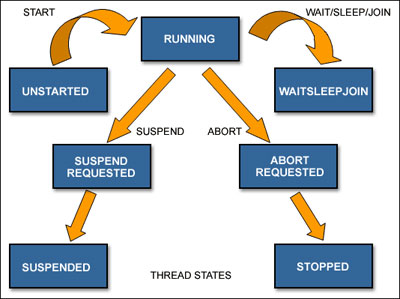 START
WAIT/SLEEP/JOIN
RUNNING
UNSTARTED
WAITSLEEPJOIN
SUSPEND
ABORT
SUSPEND
REQUESTED
ABORT
REQUESTED
SUSPENDED
THREAD STATES
STOPPED